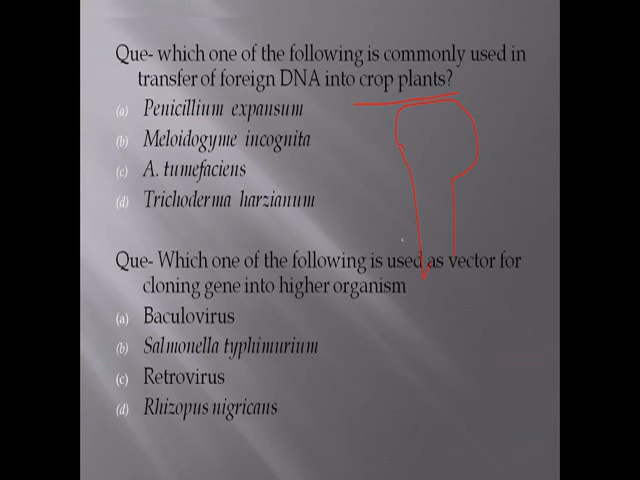 Que- which one of the following is commonly used in
transfer of foreign DNA into crop plants?
(a) Penicillium expansum
(b) Meloidogyme incognita
(c) A. tumefaciens
(d) Trichoderma harzianum
Que- Which one of the following is used as vector for
cloning gene into higher organism
(a) Baculovirus
(b) Salmonella typhimurium
(c) Retrovirus
(d) Rhizopus nigricans